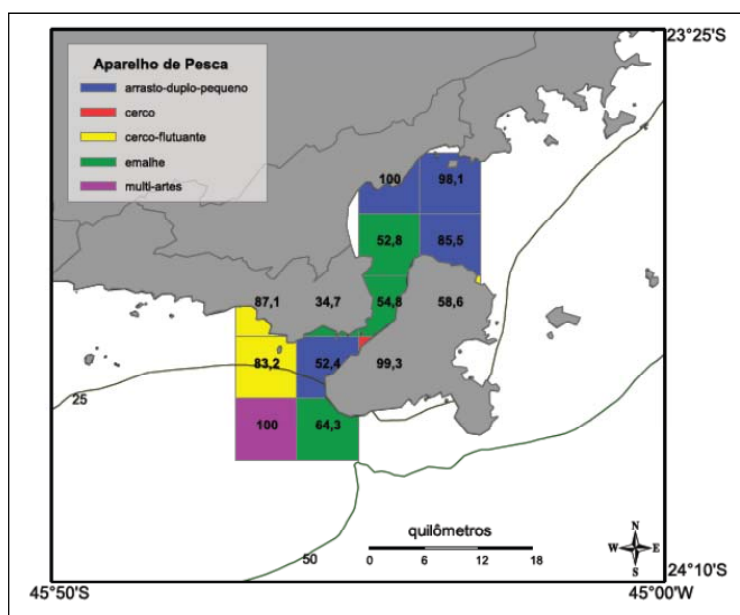 23°25'S
Aparelho de Pesca
arrasto-duplo-pequeno
cerco
cerco-flutuante
emalhe
multi-artes
100 98,1
52,8 85,5
87,1 34,7 54,8 58,6
83,2 52,4 99,3
25
100 64,3
quilômetros
50
0 6 12 18
N
W E
S
24°10'S
45°50'S 45°00'W